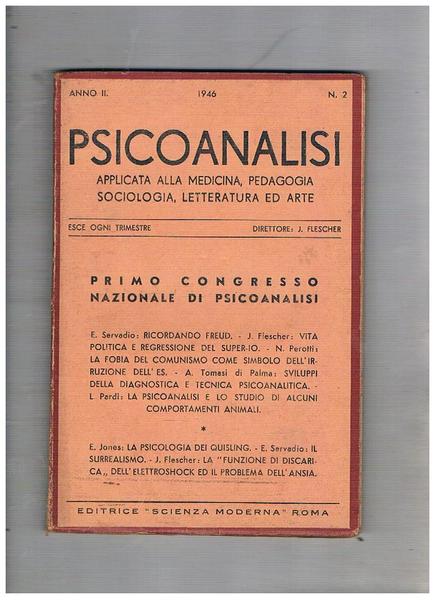 ANNO II. 1946 N. 2
PSICOANALISI
APPLICATA ALLA MEDICINA, PEDAGOGIA
SOCIOLOGIA, LETTERATURA ED ARTE
ESCE OGNI TRIMESTRE DIRETTORE: J. FLESCHER
PRIMO CONGRESSO
NAZIONALE DI PSICOANALISI
E. Servadio: RICORDANDO FREUD. - J. Flescher: VITA
POLITICA E REGRESSIONE DEL SUPER-IO. - N. Perotti:
LA FOBIA DEL COMUNISMO COME SIMBOLO DELL'IR-
RUZIONE DELL'ES. - A. Tomasi di Palma: SVILUPPI
DELLA DIAGNOSTICA E TECNICA PSICOANALITICA. -
L. Pardi: LA PSICOANALISI E LO STUDIO DI ALCUNI
COMPORTAMENTI ANIMALI.
*
E. Jones: LA PSICOLOGIA DEI QUISLING. - E. Servadio: IL
SURREALISMO. - J. Flescher: LA "FUNZIONE DI DISCARI-
CA,, DELL'ELETTROSHOCK ED IL PROBLEMA DELL'ANSIA.
EDITRICE "SCIENZA MODERNA" ROMA